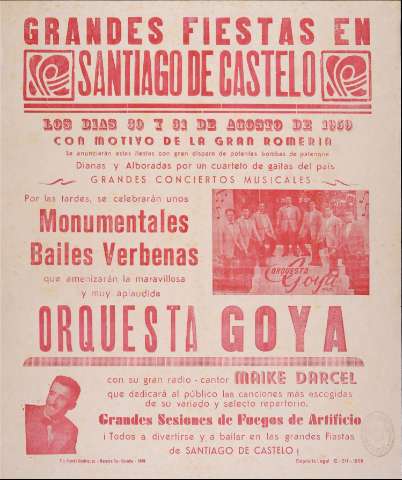 GRANDES FIESTAS EN
SANTIAGO DE CASTELO
LOS DIAS 30 Y 31 DE AGOSTO DE 1959
CON MOTIVO DE LA GRAN ROMERIA
Se anunciarán estas fiestas con gran disparo de potentes bombas de palenque
Dianas y Alboradas por un cuarteto de gaitas del país
GRANDES CONCIERTOS MUSICALES
Por las tardes, se celebrarán unos
Monumentales
Bailes Verbenas
que amenizarán la maravillosa
y muy aplaudida
ORQUESTA
Goya
ORQUESTA GOYA
con su gran radio-cantor MAIKE DARCEL
que dedicará al público las canciones más escogidas
de su variado y selecto repertorio.
Grandes Sesiones de Fuegos de Artificio
¡Todos a divertirse y a bailar en las grandes Fiestas
de SANTIAGO DE CASTELO!
Depósito Legal